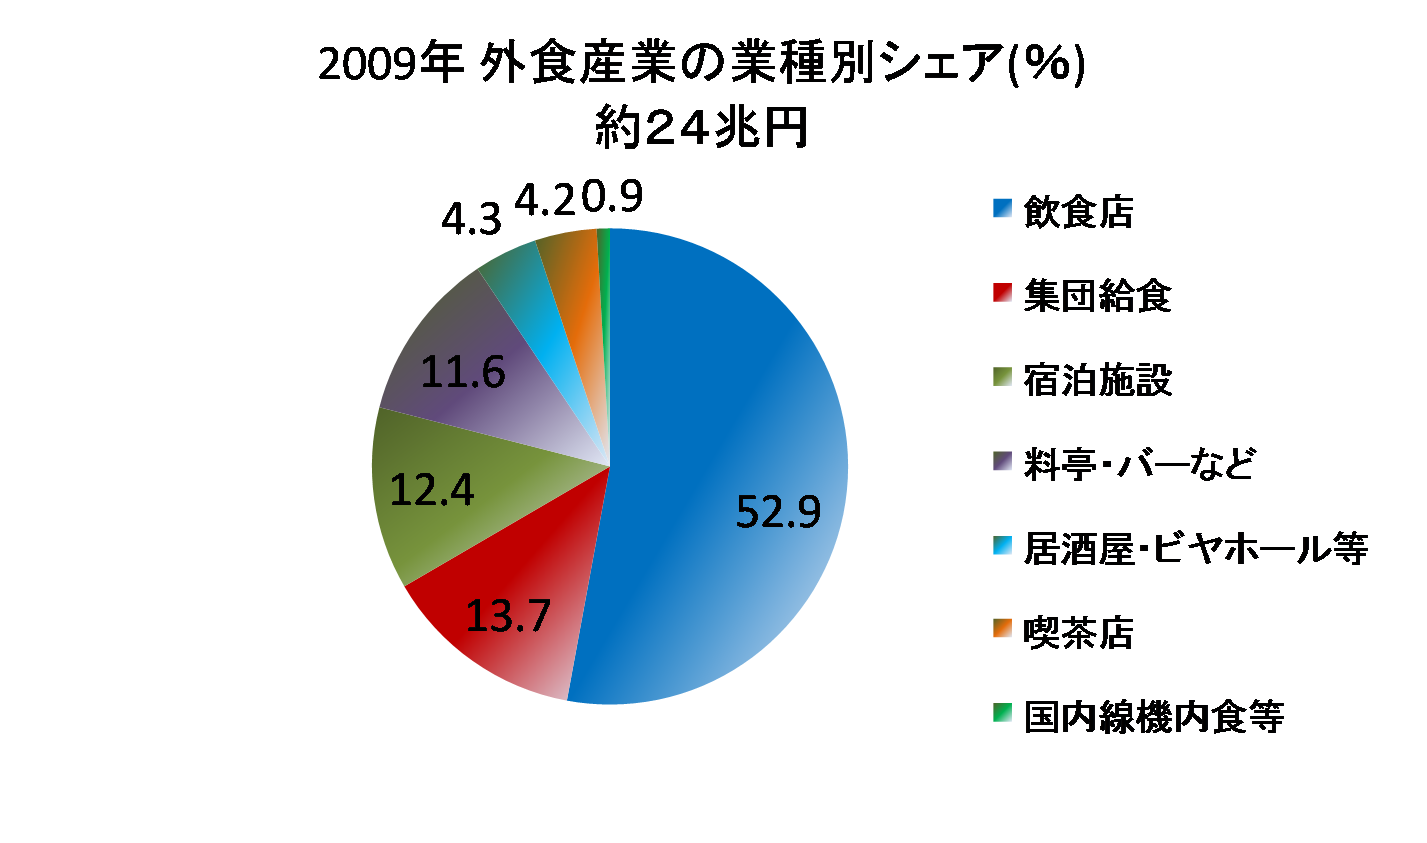 2009年 外食産業の業種別シェア(％)
約２４兆円
4.3
4.2
0.9
11.6
12.4
13.7
52.9
飲食店
集団給食
宿泊施設
料亭・バーなど
居酒屋・ビヤホール等
喫茶店
国内線機内食等